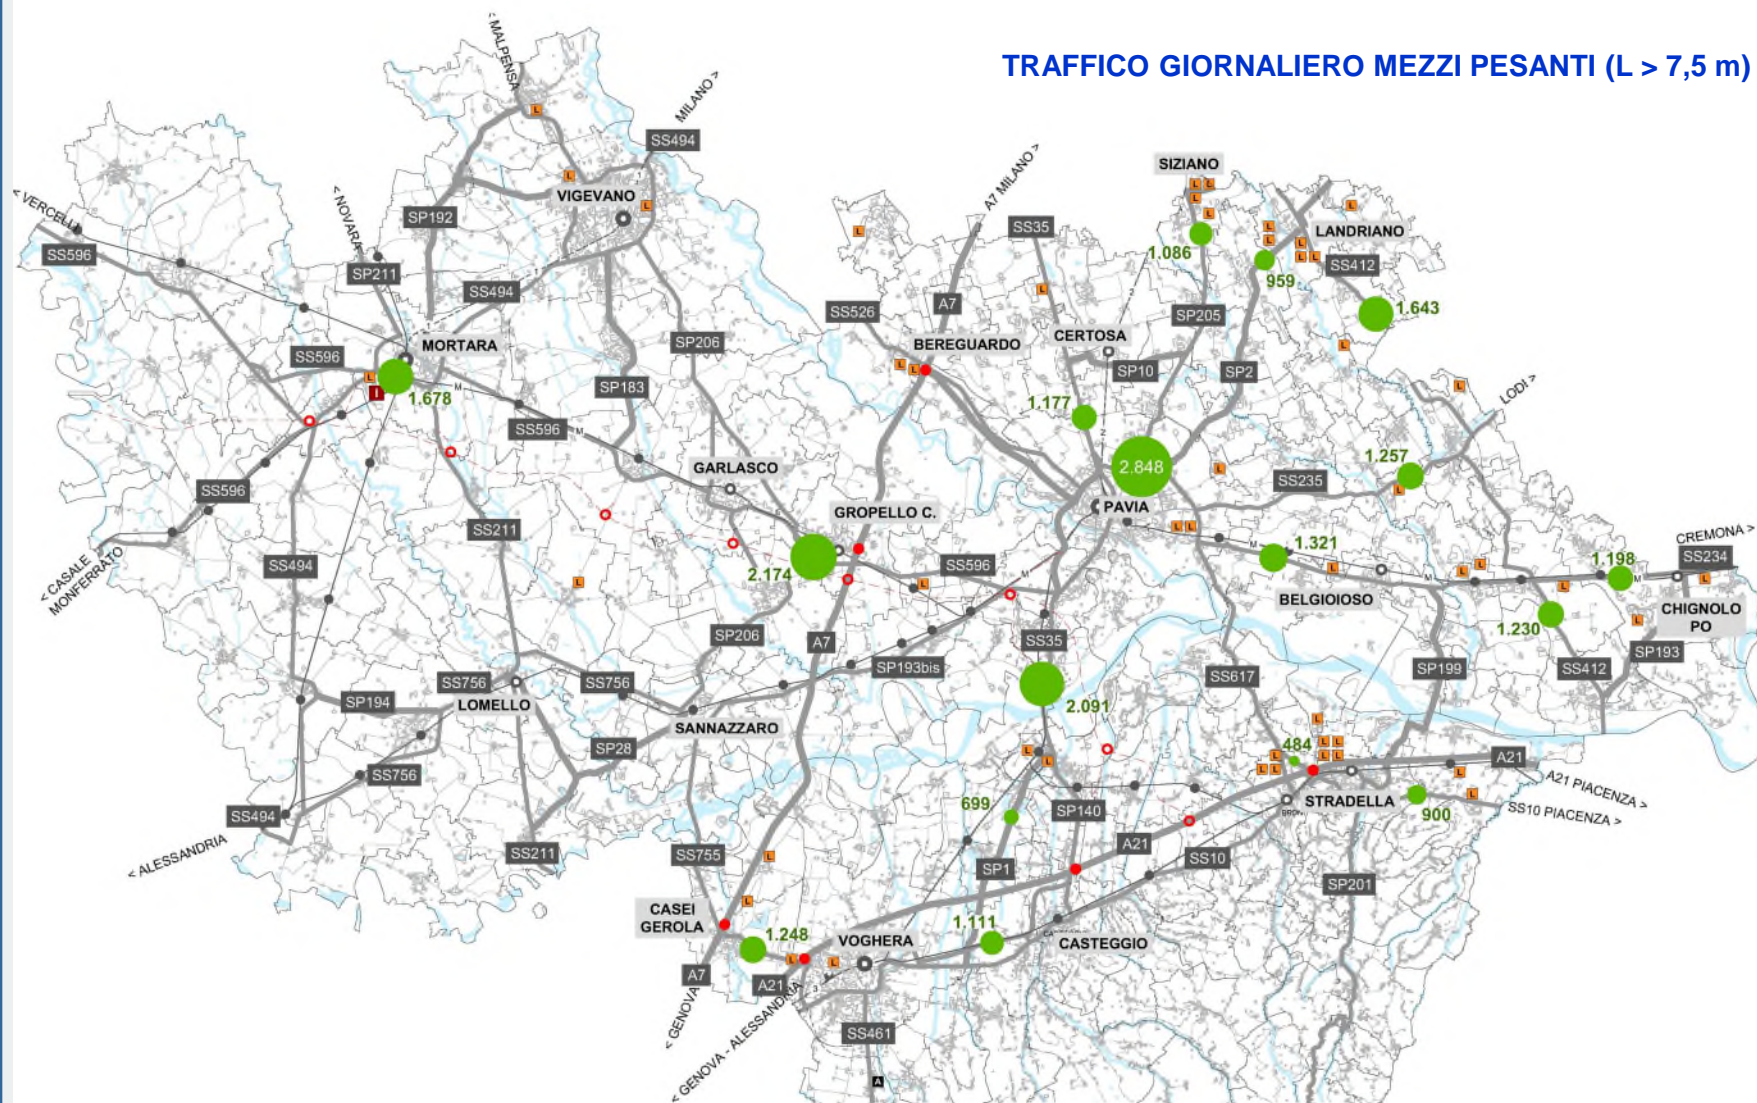 TRAFFICO GIORNALIERO MEZZI PESANTI (L > 7,5 m)
< MALPENSA
MILANO >
SS494
< VERCELLI
< NOVARA
VIGEVANO
SP192
SS596
SP211
SS494
A7 MILANO >
SIZIANO
SS35
LANDRIANO
1.086
959
SS412
1.643
SS526
A7
SP205
CERTOSA
BEREGUARDO
SP10
SP2
MORTARA
SS596
1.678
SP206
SP183
SS596
1.177
LODI >
1.257
2.848
GARLASCO
SS235
SS596
GROPELLO C.
PAVIA
SS211
CREMONA >
SS234
1.198
1.321
< CASALE
MONFERRATO
SS494
2.174
SS596
BELGIOIOSO
CHIGNOLO
PO
1.230
SP206
A7
SP193bis
SS35
SP193
SS412
SP199
SS617
SS756
SS756
SP194
LOMELLO
2.091
SANNAZZARO
SP28
SS756
484
A21
A21 PIACENZA >
SS10 PIACENZA >
STRADELLA
900
699
SP140
SS494
< ALESSANDRIA
SS211
SS755
A21
SS10
SP1
SP201
CASEI
GEROLA
1.248
VOGHERA
1.111
CASTEGGIO
A7
A21
< GENOVA
< GENOVA - ALESSANDRIA
SS461
A